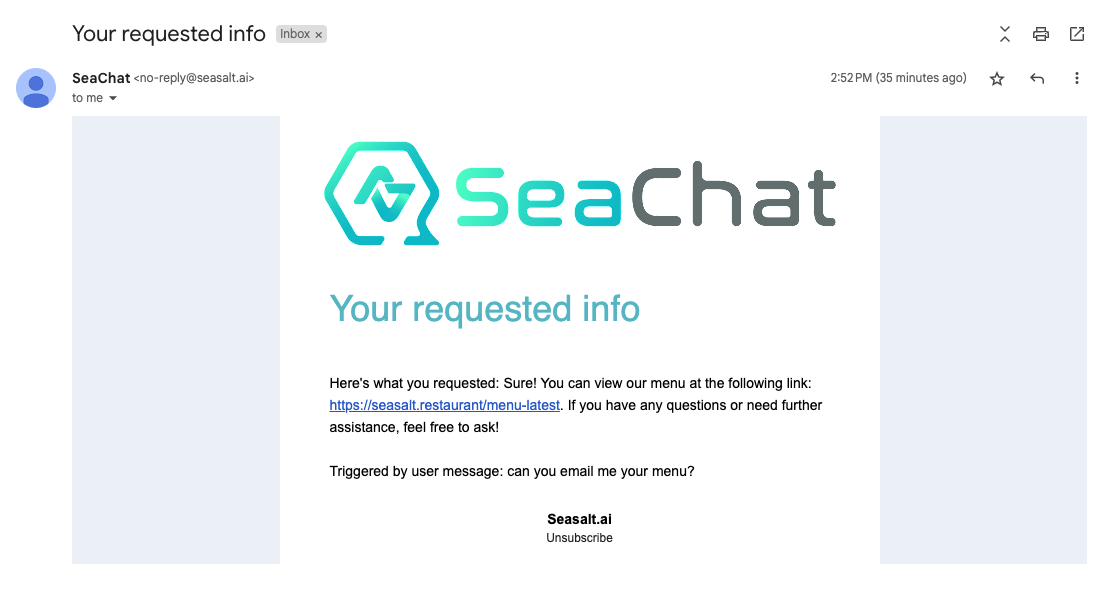 Your requested info Inbox ×
SeaChat <no-reply@seasalt.ai> 2:52 PM (35 minutes ago)
to me
SeaChat
Your requested info
Here's what you requested: Sure! You can view our menu at the following link:
https://seasalt.restaurant/menu-latest. If you have any questions or need further
assistance, feel free to ask!
Triggered by user message: can you email me your menu?
Seasalt.ai
Unsubscribe